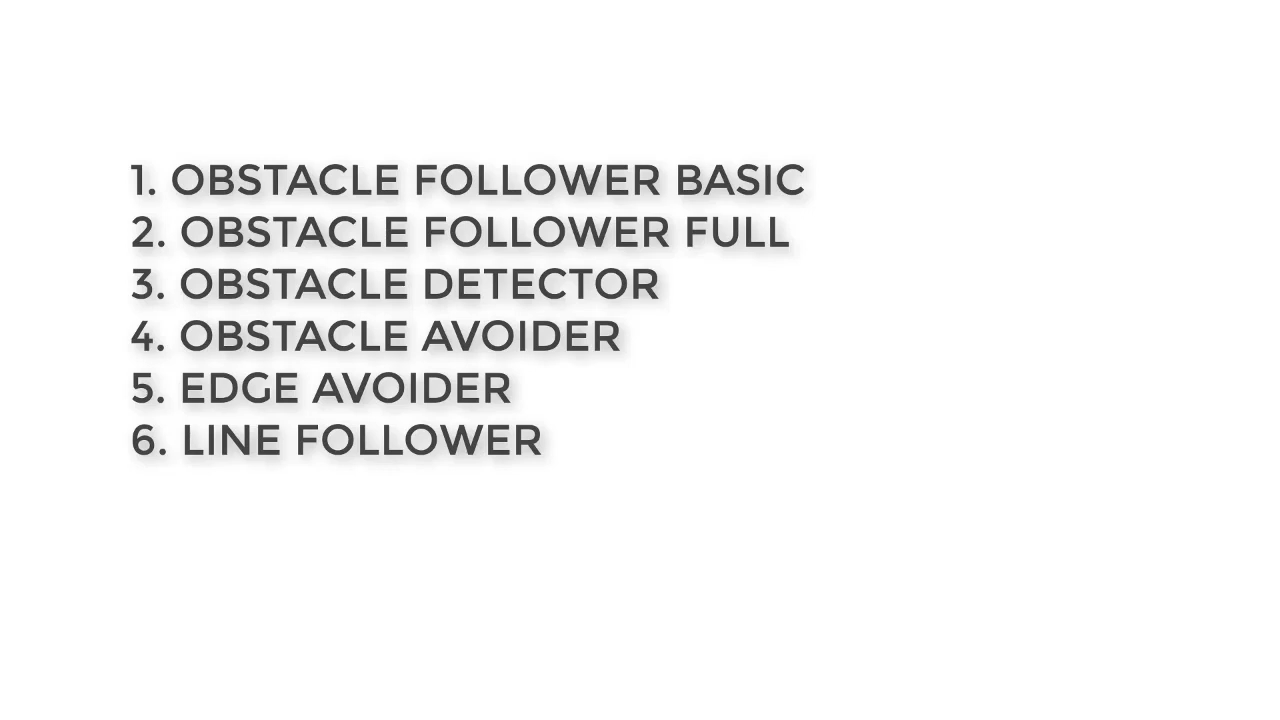 1. OBSTACLE FOLLOWER BASIC
2. OBSTACLE FOLLOWER FULL
3. OBSTACLE DETECTOR
4. OBSTACLE AVOIDER
5. EDGE AVOIDER
6. LINE FOLLOWER